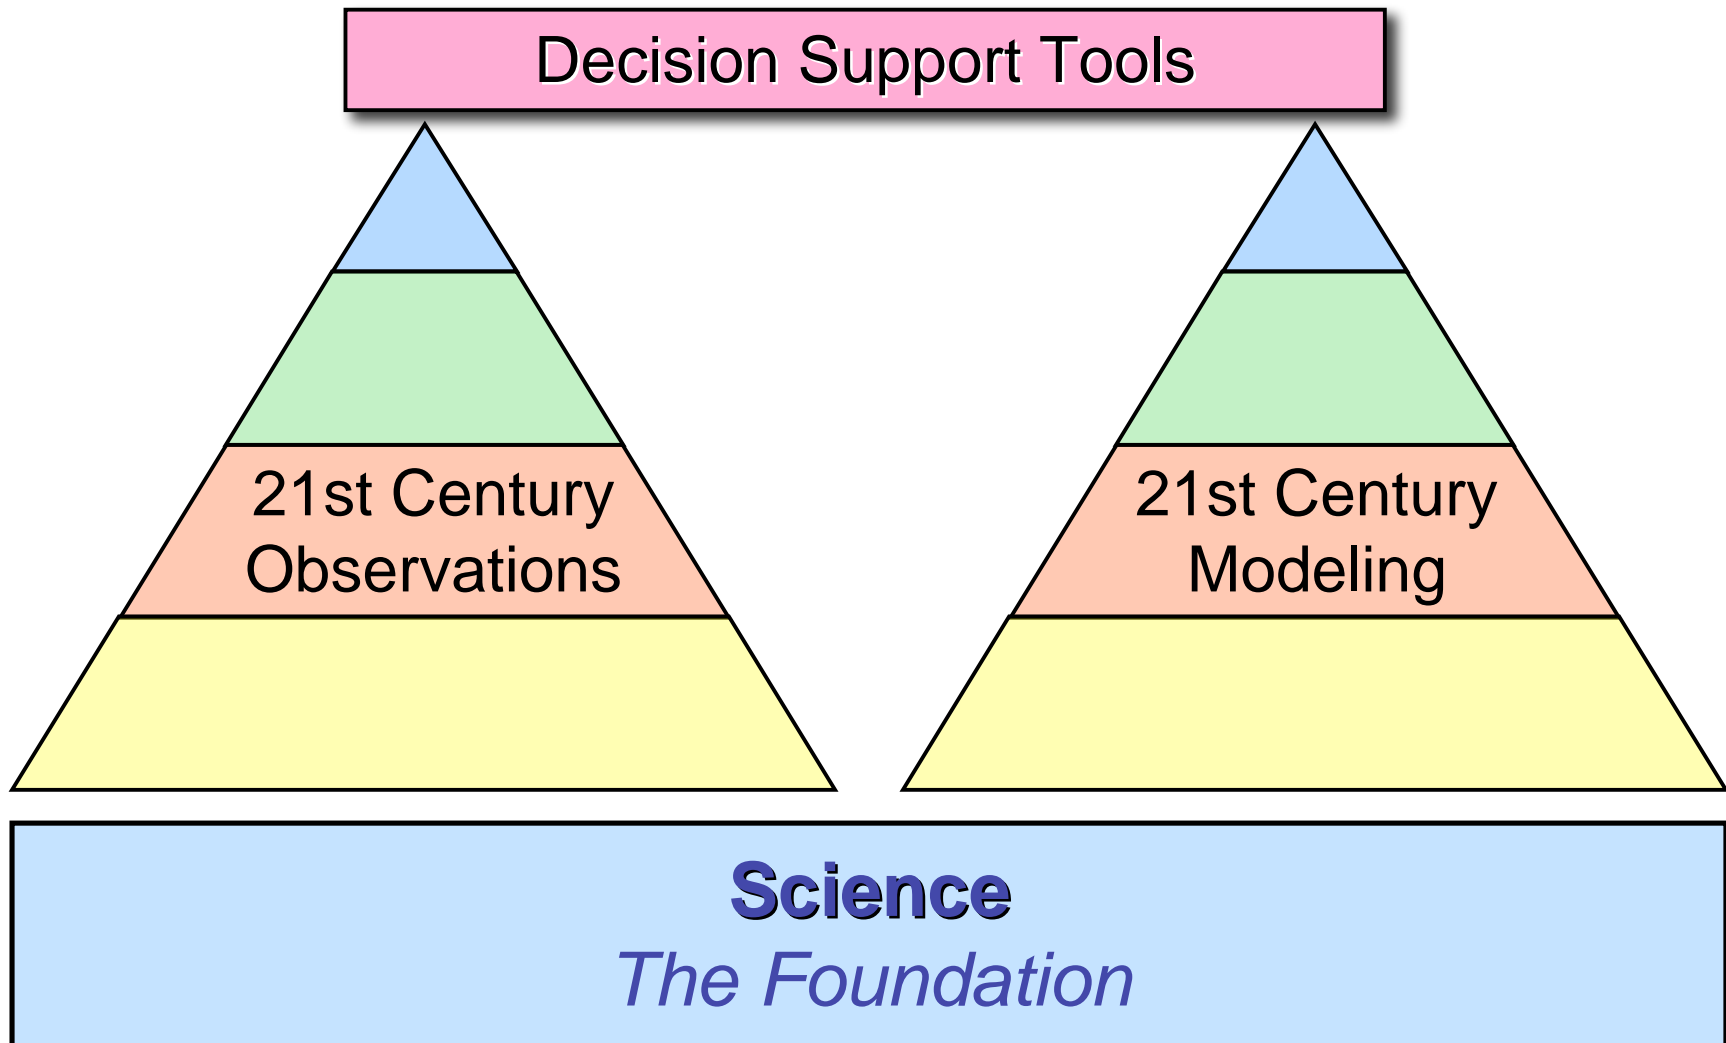 Decision Support Tools
21st Century
Observations
21st Century
Modeling
Science
The Foundation